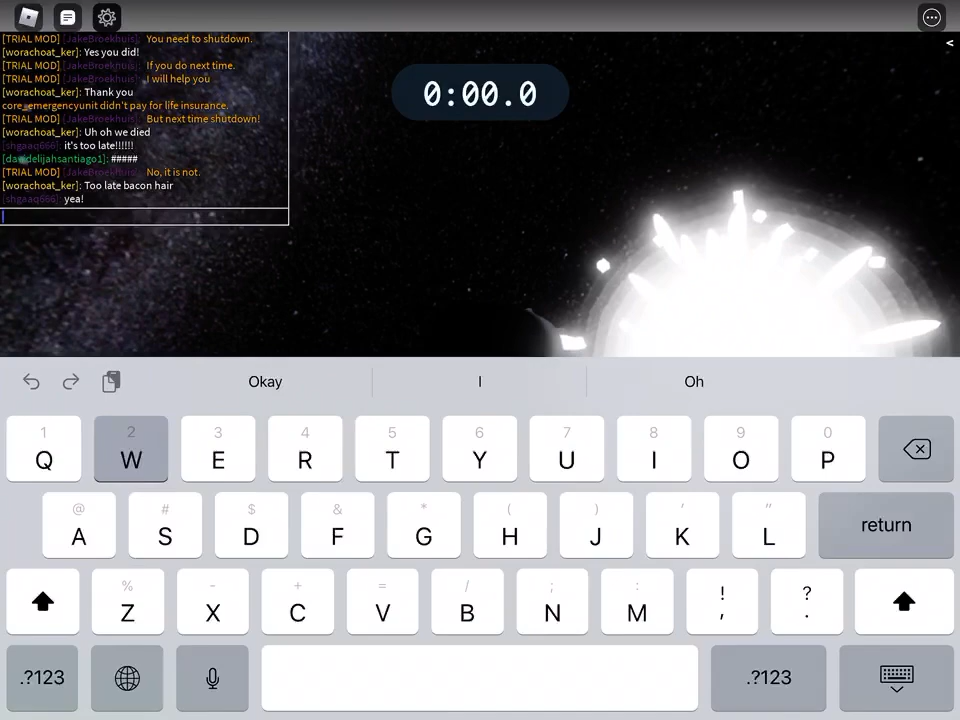 [TRIAL MOD] [JakeBroekhuis]: You need to shutdown.
[worachoat_ker]: Yes you did!
[TRIAL MOD] [JakeBroekhuis]: If you do next time.
[TRIAL MOD] [JakeBroekhuis]: I will help you
[worachoat_ker]: Thank you
core_emergencyunit didn't pay for life insurance.
[TRIAL MOD] [JakeBroekhuis]: But next time shutdown!
[worachoat_ker]: Uh oh we died
[shgaaq666]: it's too late!!!!!!
[davidelijahsantiago1]: #####
[TRIAL MOD] [JakeBroekhuis]: No, it is not.
[worachoat_ker]: Too late bacon hair
[shgaaq666]: yea!
<
0:00.0
Okay I Oh
1 2 3 4 5 6 7 8 9 0
Q W E R T Y U I O P
@ # $ & * ( ) ' "
A S D F G H J K L return
% - + = / ; : ! ?
Z X C V B N M , .
.?123 .?123